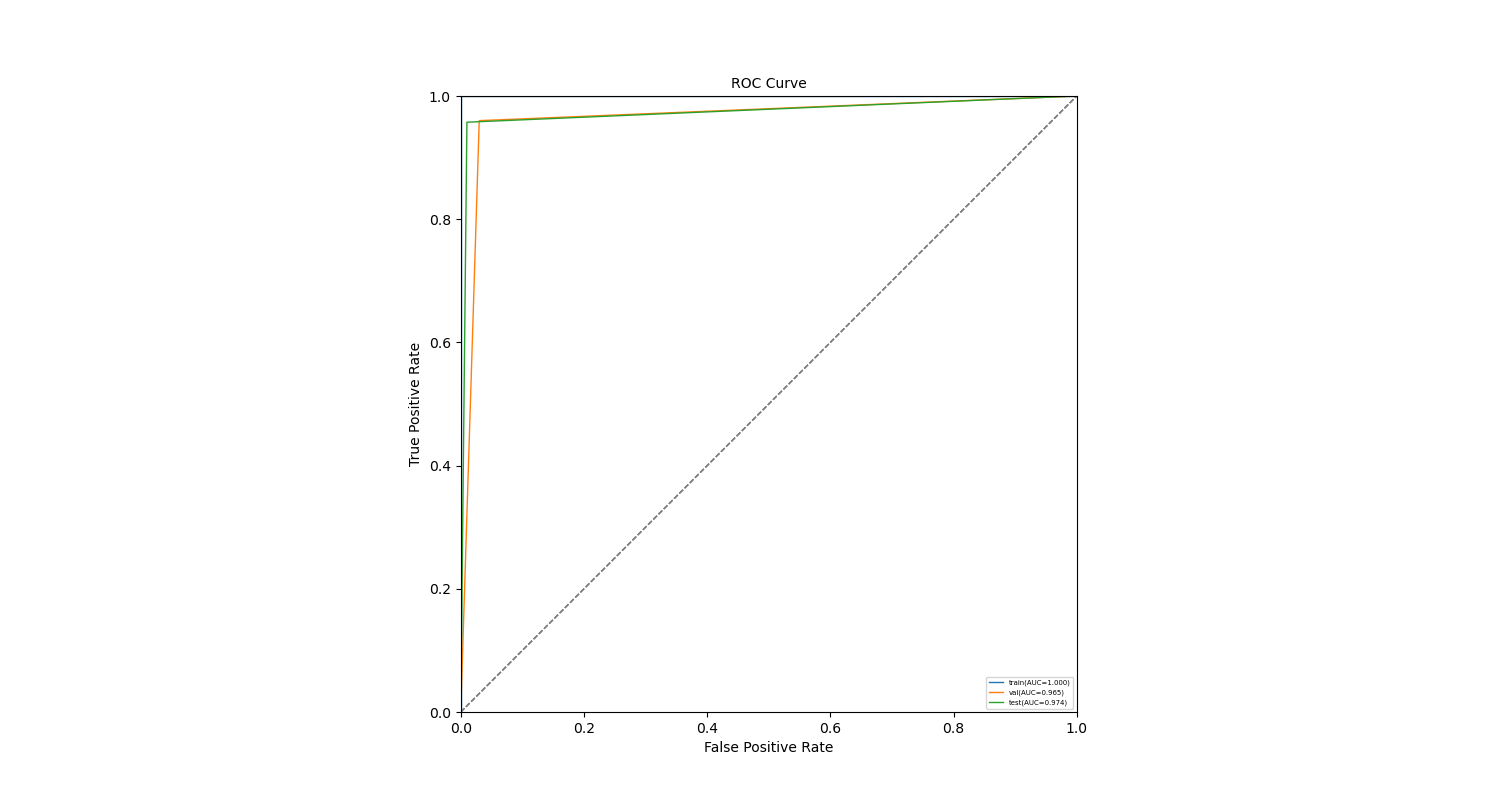 ROC Curve
1.0
0.8
0.6
0.4
0.2
0.0
True Positive Rate
train(AUC=1.000)
val(AUC=0.965)
test(AUC=0.974)
0.0 0.2 0.4 0.6 0.8 1.0
False Positive Rate